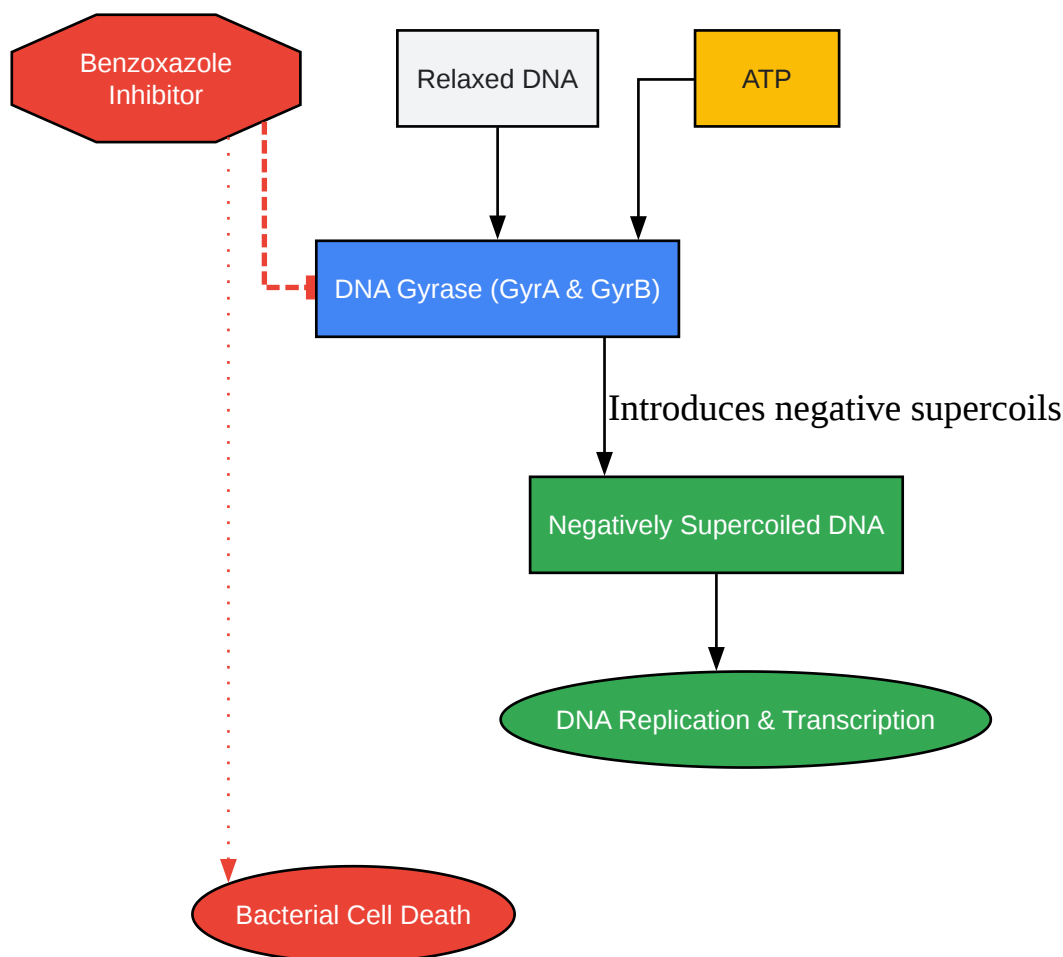 Benzoxazole
Inhibitor
Relaxed DNA
ATP
DNA Gyrase (GyrA & GyrB)
Introduces negative supercoils
Negatively Supercoiled DNA
DNA Replication & Transcription
Bacterial Cell Death